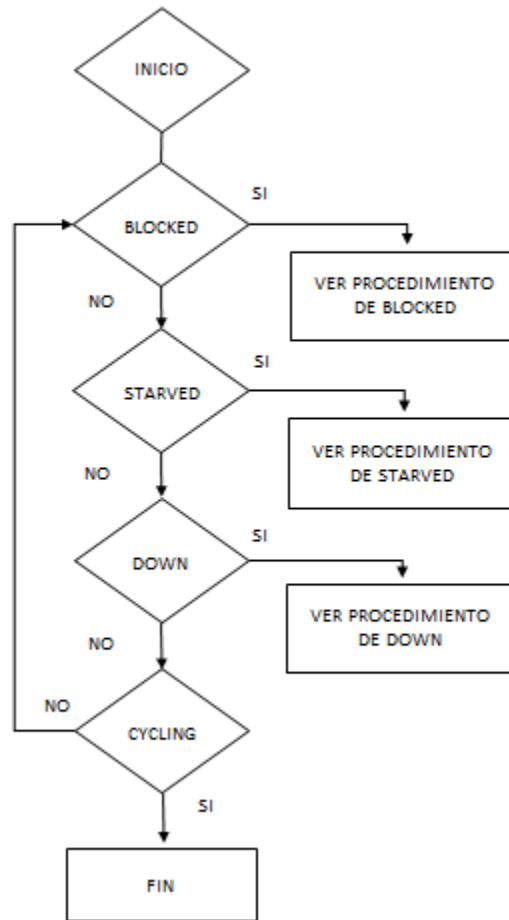 INICIO
SI
BLOCKED
VER PROCEDIMIENTO
DE BLOCKED
NO
SI
STARVED
VER PROCEDIMIENTO
DE STARVED
NO
SI
DOWN
VER PROCEDIMIENTO
DE DOWN
NO
NO
CYCLING
SI
FIN